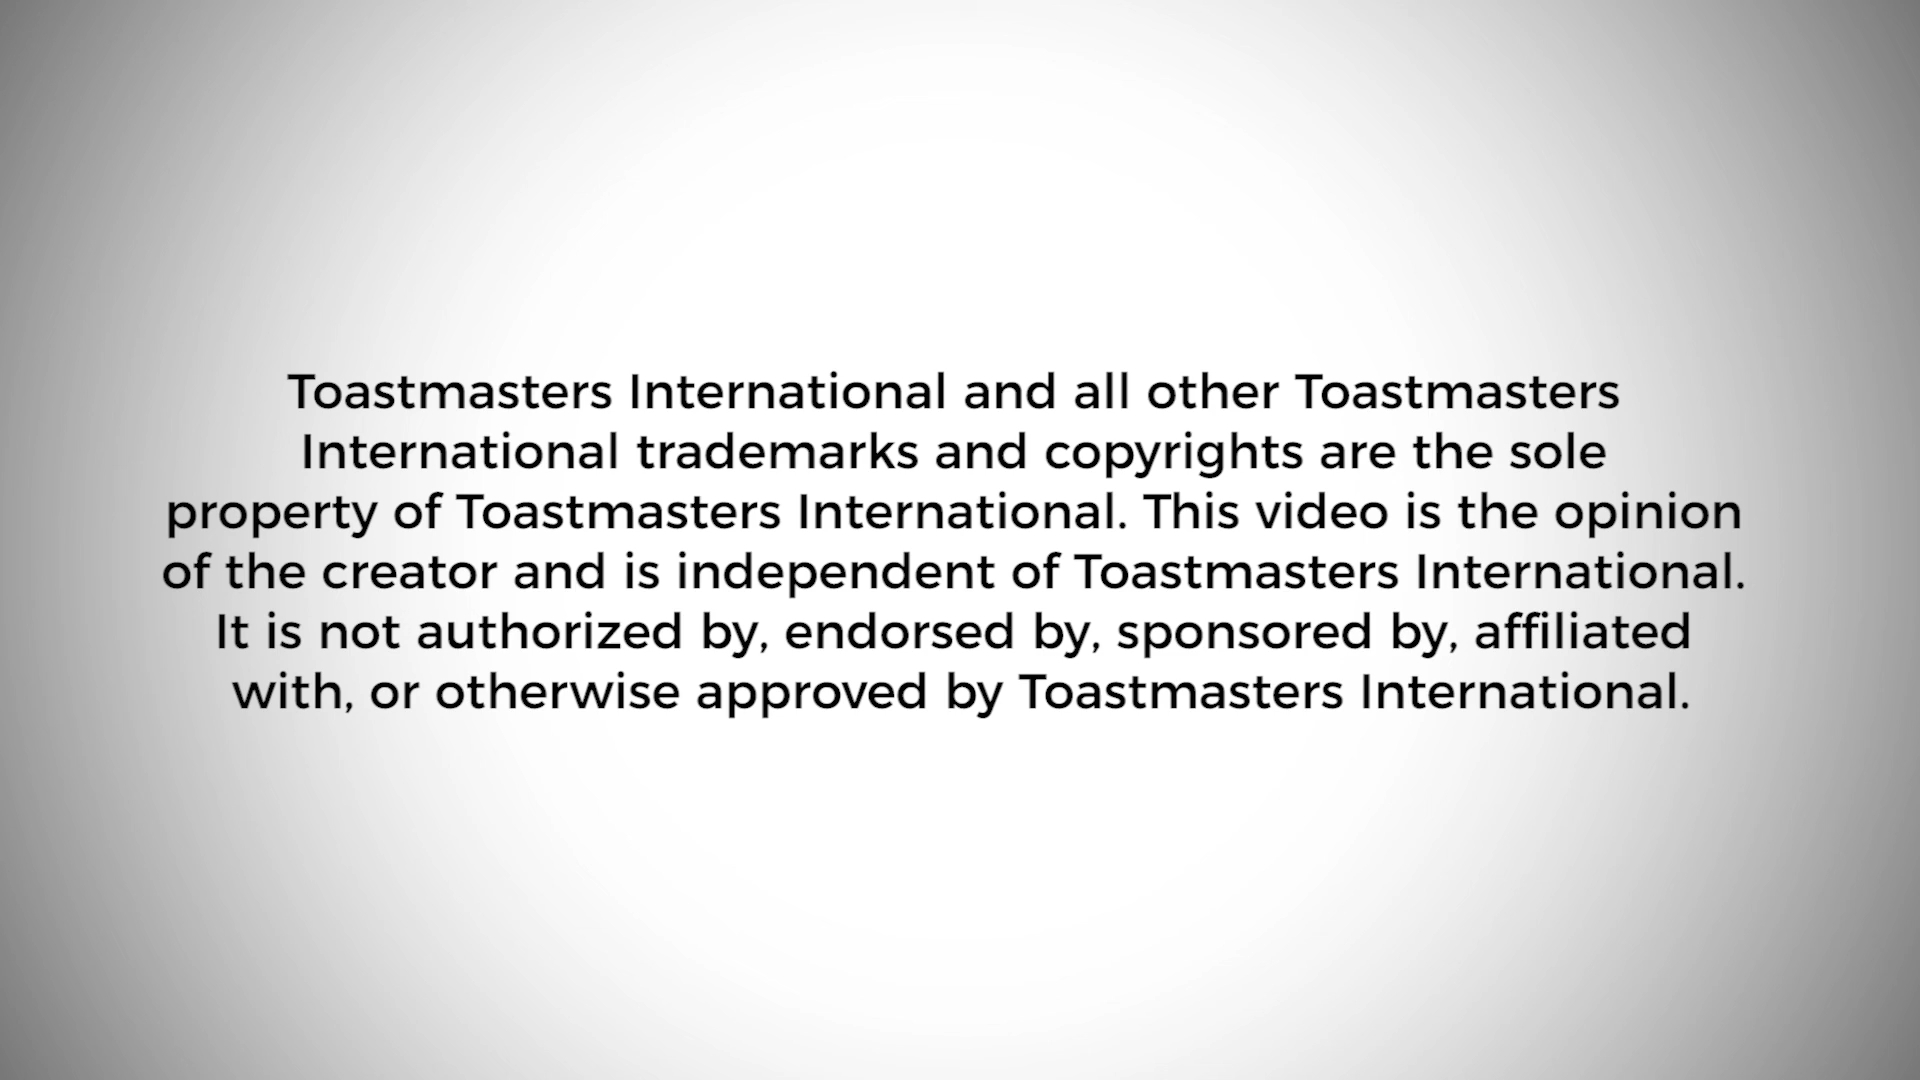 Toastmasters International and all other Toastmasters
International trademarks and copyrights are the sole
property of Toastmasters International. This video is the opinion
of the creator and is independent of Toastmasters International.
It is not authorized by, endorsed by, sponsored by, affiliated
with, or otherwise approved by Toastmasters International.